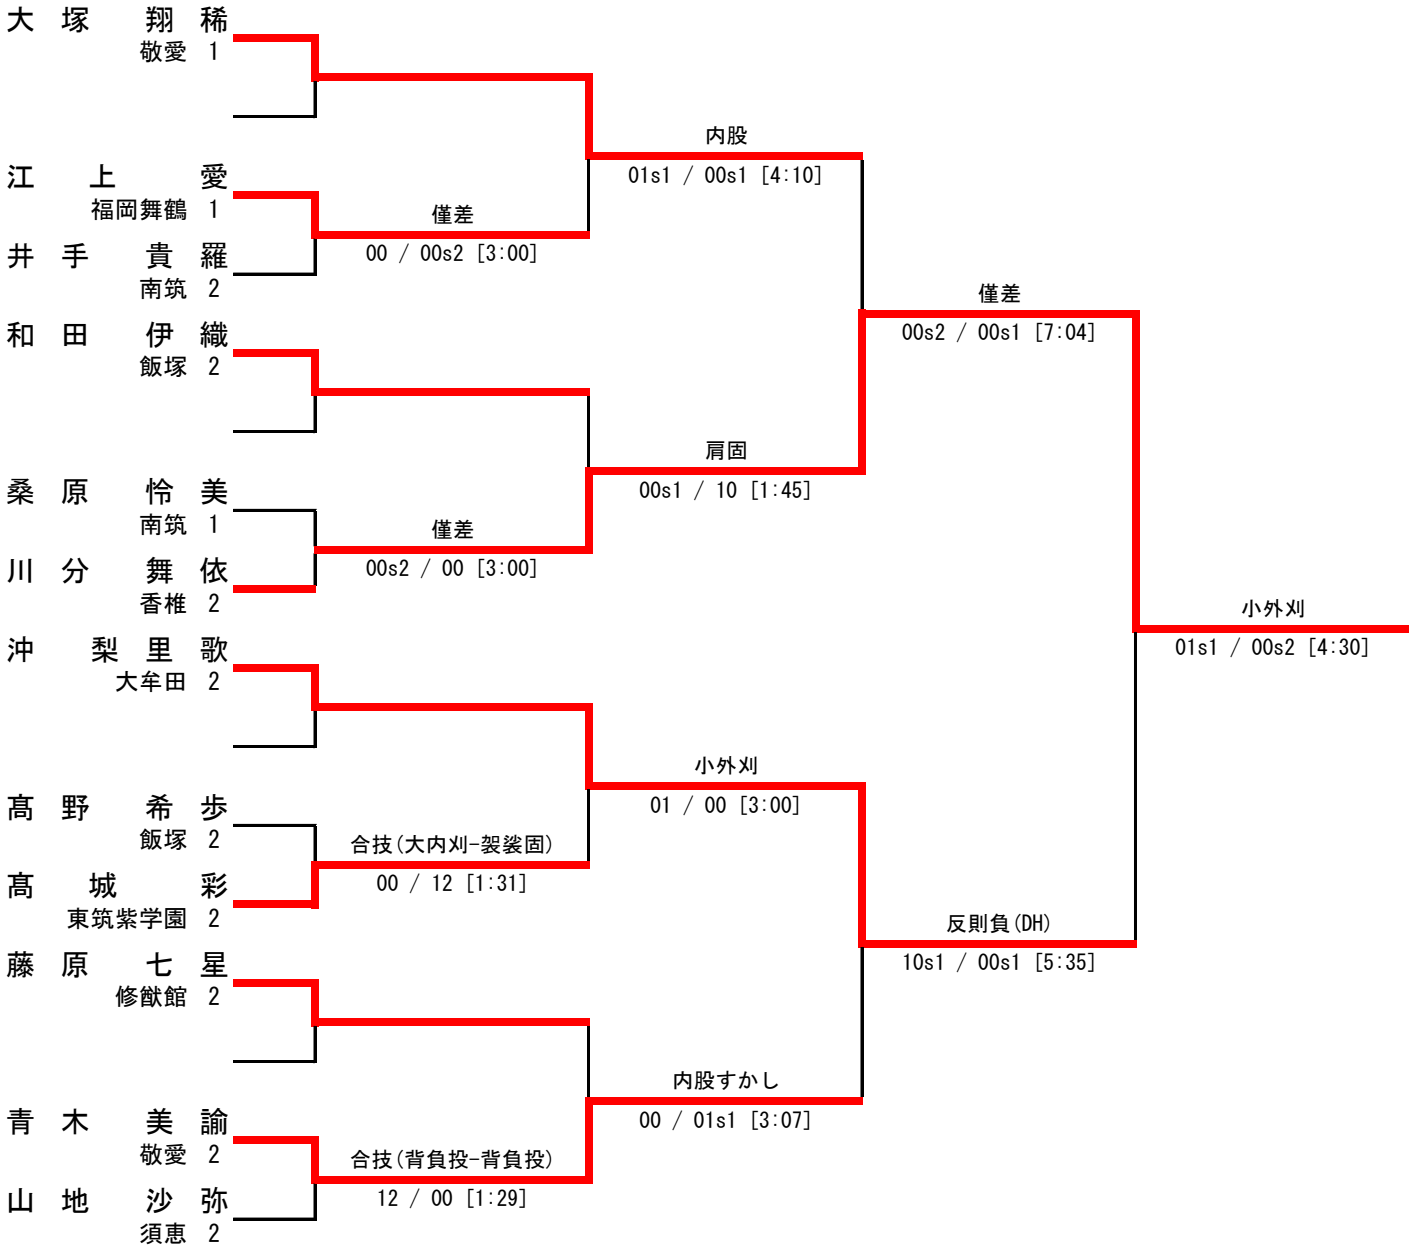 大塚 翔稀
敬愛 1
江上 愛
福岡舞鶴 1
井手 貴羅
南筑 2
和田 伊織
飯塚 2
桑原 怜美
南筑 1
川分 舞依
香椎 2
沖 梨里歌
大牟田 2
髙野 希歩
飯塚 2
髙城 彩
東筑紫学園 2
藤原 七星
修猷館 2
青木 美諭
敬愛 2
山地 沙弥
須恵 2
僅差
00 / 00s2 [3:00]
僅差
00s2 / 00 [3:00]
合技(大内刈-袈裟固)
00 / 12 [1:31]
合技(背負投-背負投)
12 / 00 [1:29]
内股
01s1 / 00s1 [4:10]
肩固
00s1 / 10 [1:45]
小外刈
01 / 00 [3:00]
内股すかし
00 / 01s1 [3:07]
僅差
00s2 / 00s1 [7:04]
反則負(DH)
10s1 / 00s1 [5:35]
小外刈
01s1 / 00s2 [4:30]